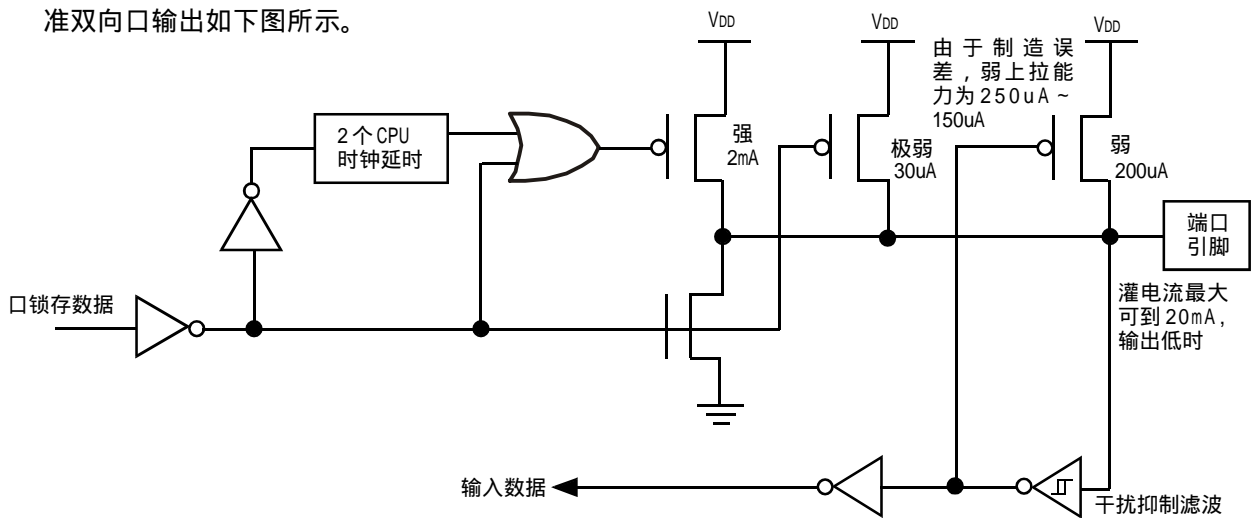 准双向口输出如下图所示。
VDD
VDD
VDD
由于制造误
差，弱上拉能
力为250uA~
150uA
2个CPU
时钟延时
强
2mA
极弱
30uA
弱
200uA
端口
引脚
口锁存数据
灌电流最大
可到20mA，
输出低时
输入数据
干扰抑制滤波